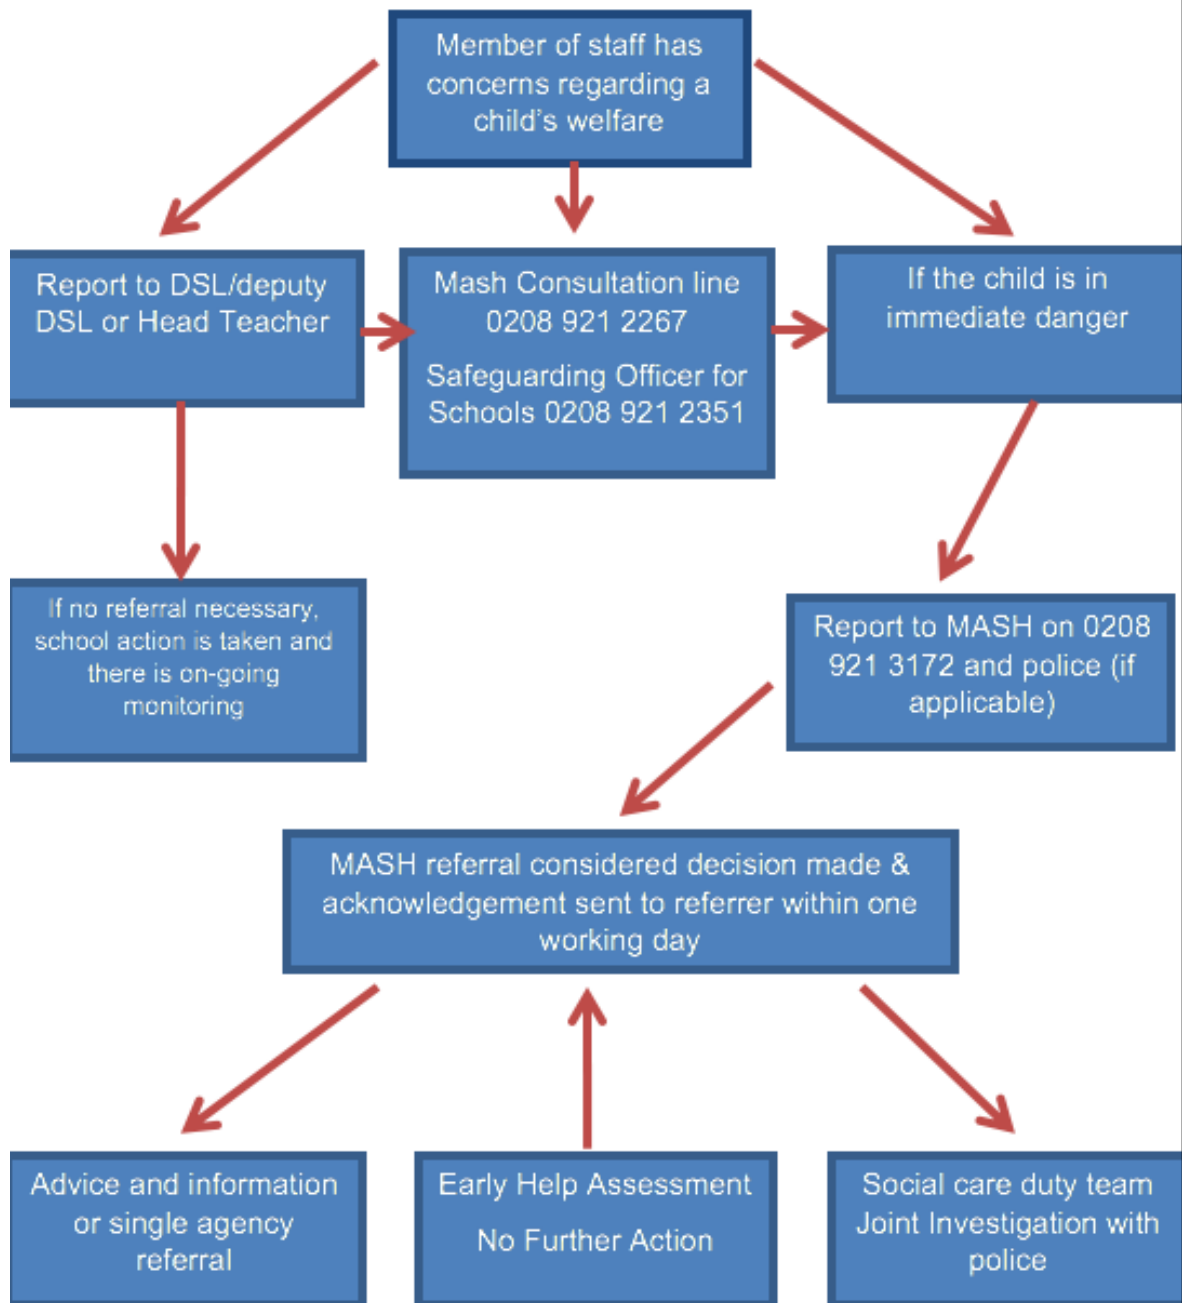 Member of staff has
concerns regarding a
child's welfare
Report to DSL/deputy
DSL or Head Teacher
Mash Consultation line
0208 921 2267
Safeguarding Officer for
Schools 0208 921 2351
If the child is in
immediate danger
If no referral necessary,
school action is taken and
there is on-going
monitoring
Report to MASH on 0208
921 3172 and police (if
applicable)
MASH referral considered decision made &
acknowledgement sent to referrer within one
working day
Advice and information
or single agency
referral
Early Help Assessment
No Further Action
Social care duty team
Joint Investigation with
police